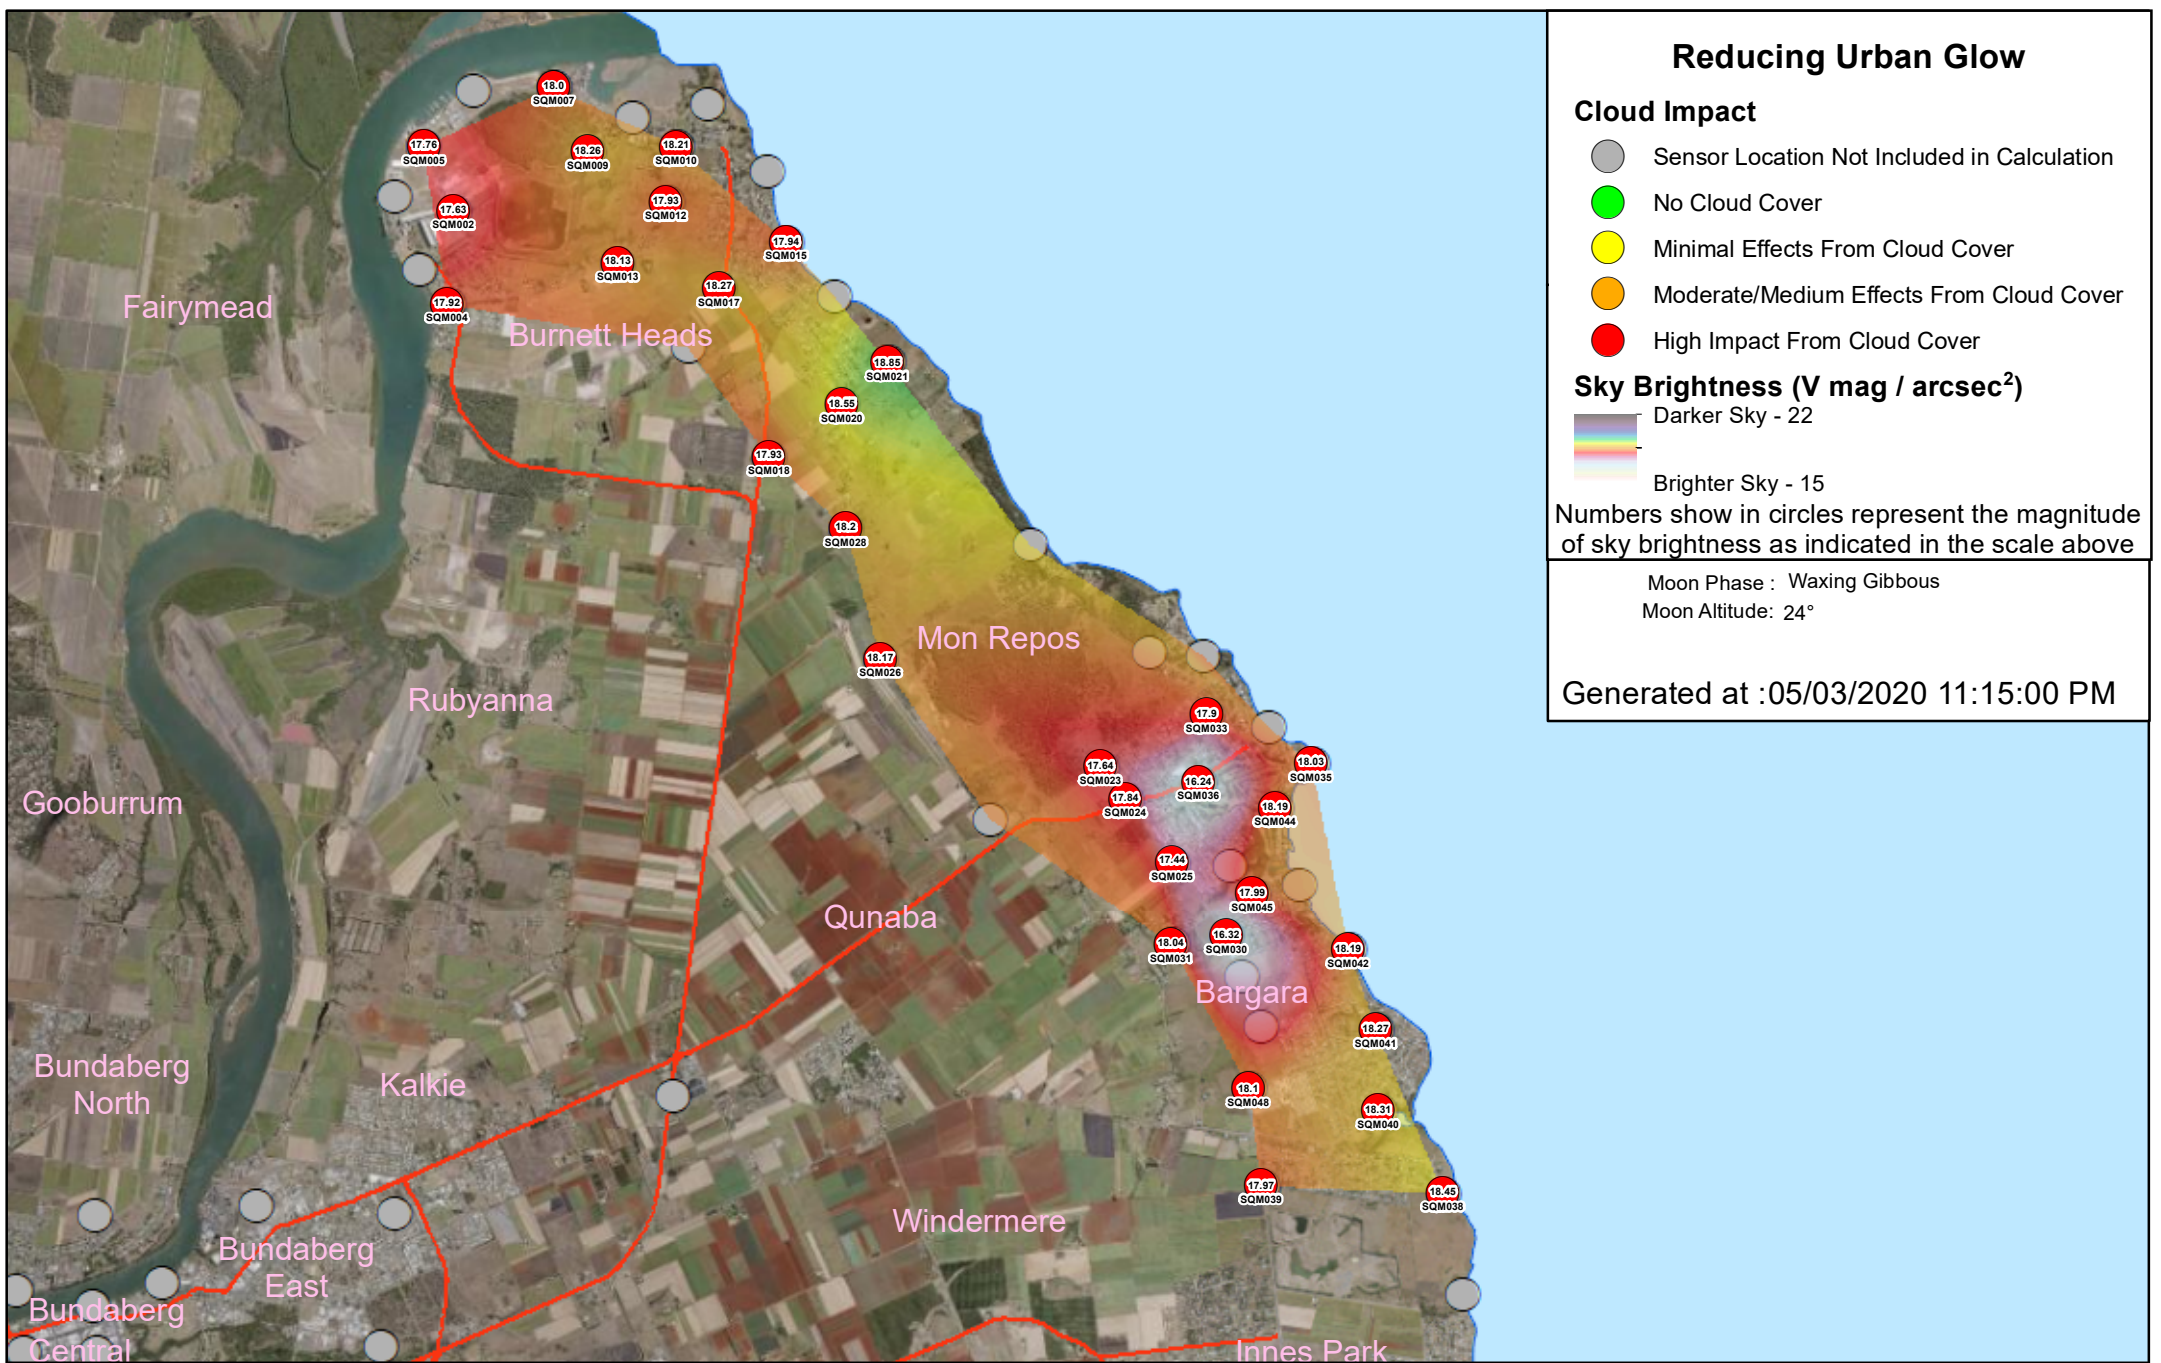 Reducing Urban Glow
Cloud Impact
Sensor Location Not Included in Calculation
No Cloud Cover
Minimal Effects From Cloud Cover
Moderate/Medium Effects From Cloud Cover
High Impact From Cloud Cover
Sky Brightness (V mag / arcsec²)
Darker Sky - 22
Brighter Sky - 15
Numbers show in circles represent the magnitude
of sky brightness as indicated in the scale above
Moon Phase : Waxing Gibbous
Moon Altitude: 24°
Generated at :05/03/2020 11:15:00 PM
18.0
SQM007
17.76
SQM005
18.26
SQM009
18.21
SQM010
17.63
SQM002
17.93
SQM012
17.94
SQM015
18.13
SQM013
18.27
SQM017
17.92
SQM004
Fairymead
Burnett Heads
18.85
SQM021
18.55
SQM020
17.93
SQM018
18.2
SQM028
Mon Repos
18.17
SQM026
Rubyanna
17.9
SQM033
17.64
SQM023
16.24
SQM036
18.03
SQM035
17.84
SQM024
18.19
SQM044
Gooburrum
17.44
SQM025
17.99
SQM045
Qunaba
18.04
SQM031
16.32
SQM030
18.19
SQM042
Bargara
18.27
SQM041
Bundaberg
North
Kalkie
18.1
SQM048
18.31
SQM040
17.97
SQM039
18.45
SQM038
Windermere
Bundaberg
East
Bundaberg
Central
Innes Park